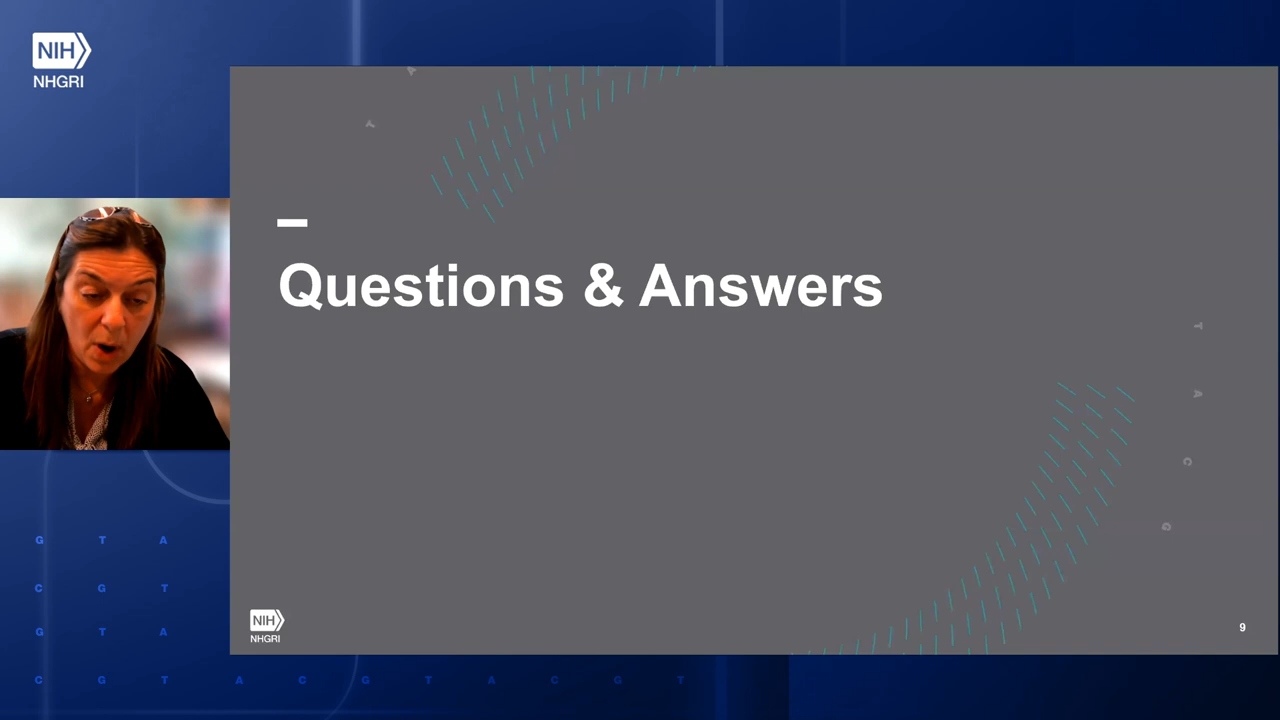 NIH
NHGRI
Questions & Answers
T
A
C
G
G T A
C G T
G T A
C G T A C G T A C G T
NIH
NHGRI
9